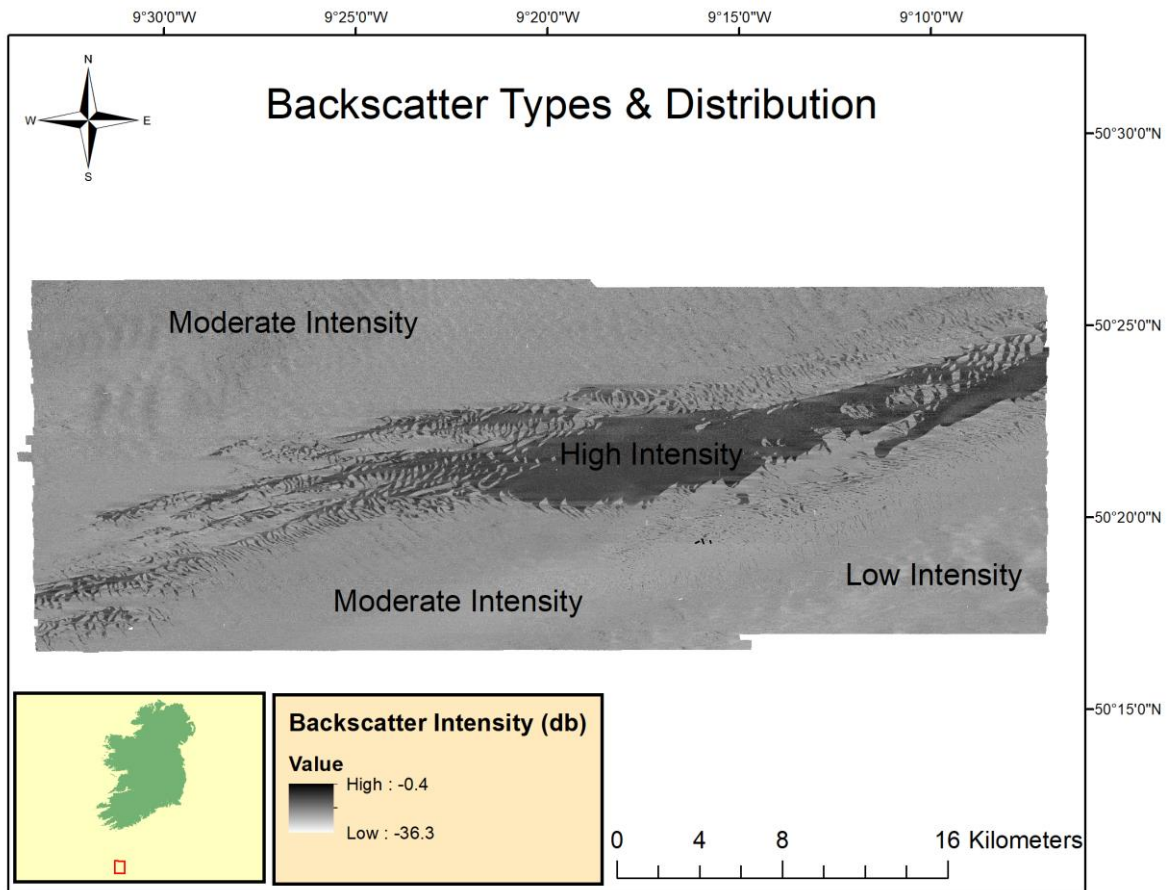 9°30'0"W 9°25'0"W 9°20'0"W 9°15'0"W 9°10'0"W
N
W E
S
Backscatter Types & Distribution
50°30'0"N
Moderate Intensity
50°25'0"N
High Intensity
50°20'0"N
Low Intensity
Moderate Intensity
50°15'0"N
Backscatter Intensity (db)
Value
High : -0.4
Low : -36.3
0 4 8 16 Kilometers